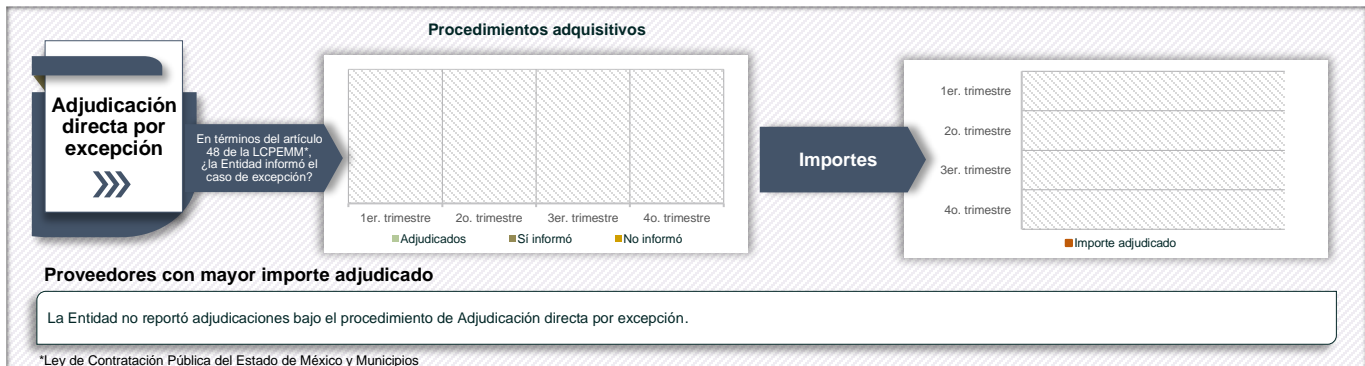 Procedimientos adquisitivos
Adjudicación
directa por
excepción
En términos del artículo
48 de la LCPEMM*,
¿la Entidad informó el
caso de excepción?
1er. trimestre
2o. trimestre
3er. trimestre
4o. trimestre
Adjudicados
Sí informó
No informó
Importes
1er. trimestre
2o. trimestre
3er. trimestre
4o. trimestre
Importe adjudicado
Proveedores con mayor importe adjudicado
La Entidad no reportó adjudicaciones bajo el procedimiento de Adjudicación directa por excepción.
*Ley de Contratación Pública del Estado de México y Municipios